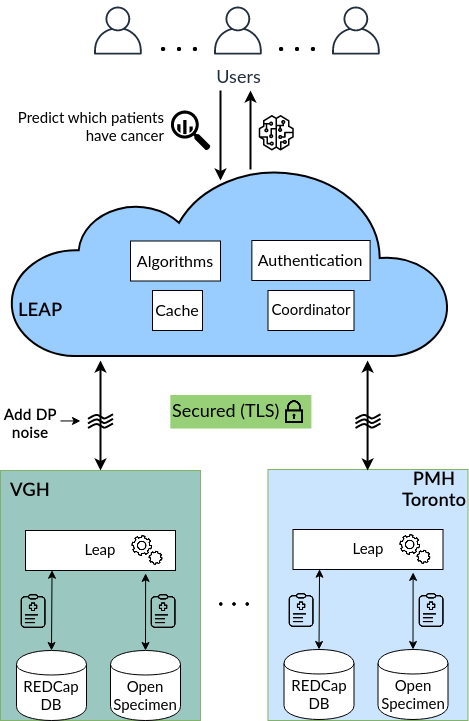 Users
Predict which patients
have cancer
Algorithms
Authentication
LEAP
Cache
Coordinator
Add DP
noise
Secured (TLS)
VGH
PMH
Toronto
Leap
Leap
REDCap
DB
Open
Specimen
REDCap
DB
Open
Specimen